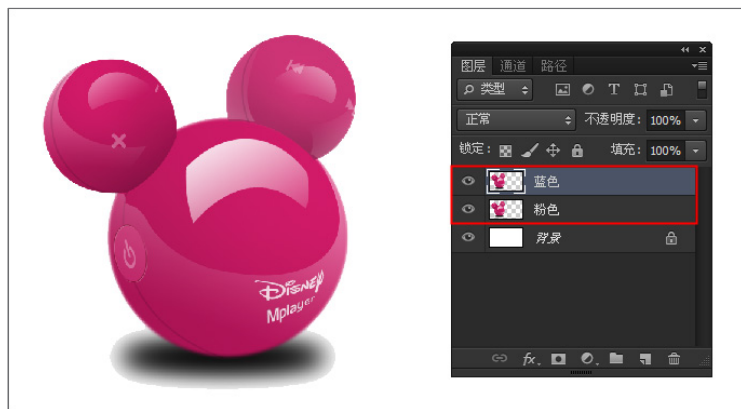 DISNEY
Mplayer
图层 通道 路径
类型
正常 不透明度: 100%
锁定: 填充: 100%
蓝色
粉色
背景
fx.